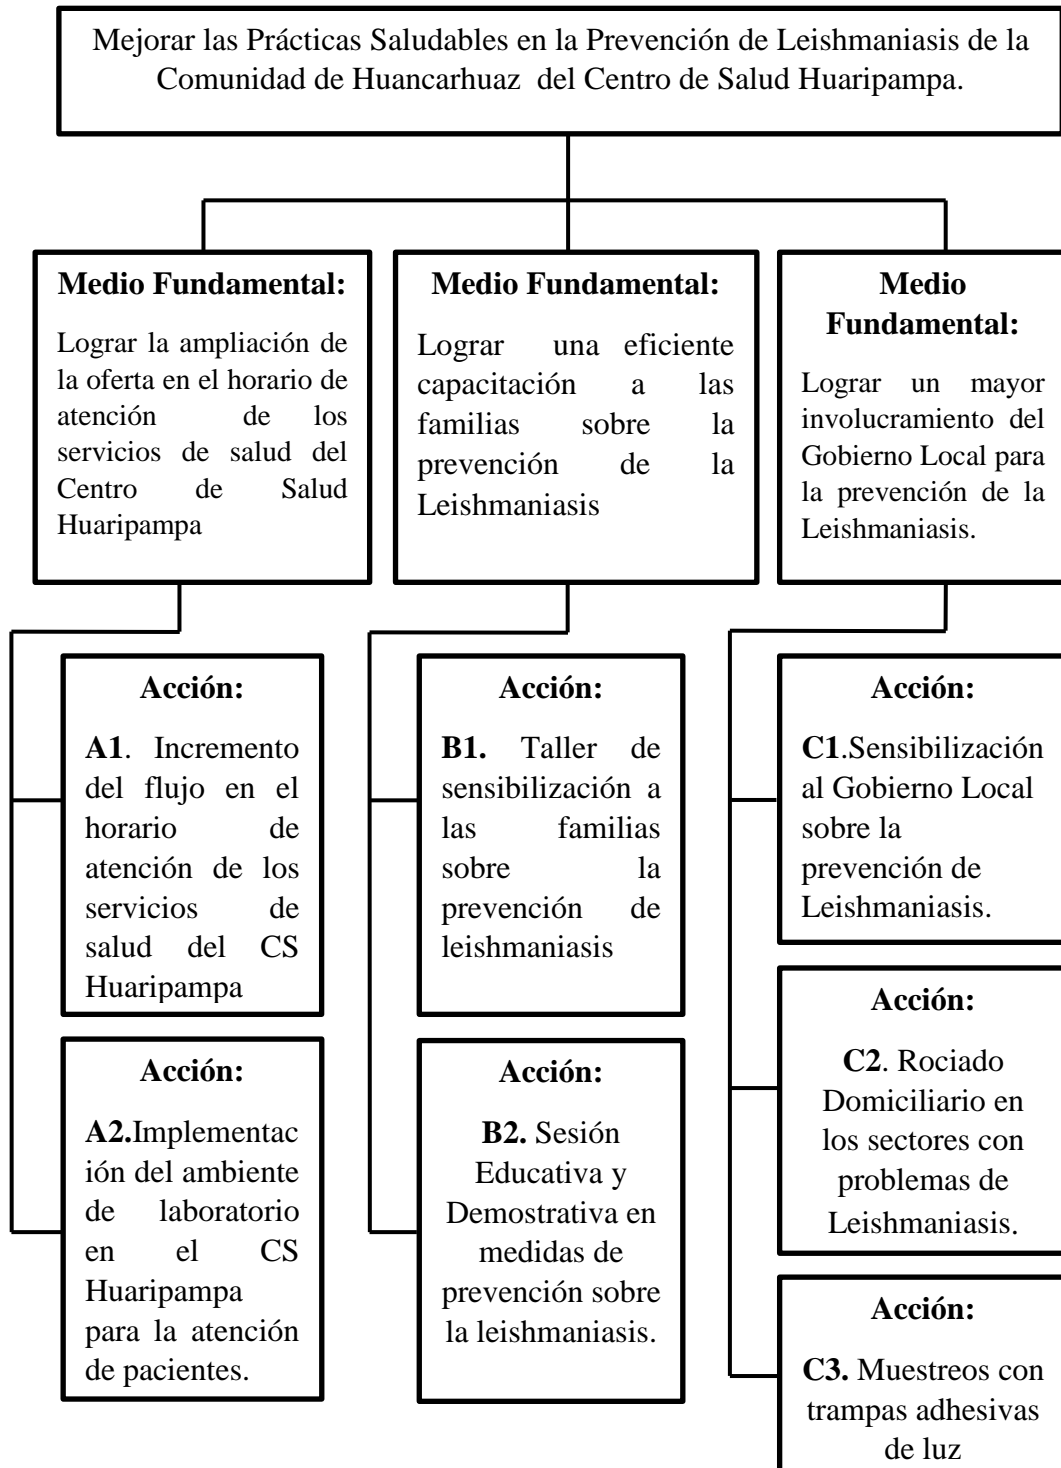 Mejorar las Prácticas Saludables en la Prevención de Leishmaniasis de la
Comunidad de Huancarhuaz del Centro de Salud Huaripampa.
Medio Fundamental:
Lograr la ampliación de
la oferta en el horario de
atención de los
servicios de salud del
Centro de Salud
Huaripampa
Medio Fundamental:
Lograr una eficiente
capacitación a las
familias sobre la
prevención de la
Leishmaniasis
Medio
Fundamental:
Lograr un mayor
involucramiento del
Gobierno Local para
la prevención de la
Leishmaniasis.
Acción:
A1. Incremento
del flujo en el
horario de
atención de los
servicios de
salud del CS
Huaripampa
Acción:
B1. Taller de
sensibilización a
las familias
sobre la
prevención de
leishmaniasis
Acción:
C1.Sensibilización
al Gobierno Local
sobre la
prevención de
Leishmaniasis.
Acción:
A2.Implementac
ión del ambiente
de laboratorio
en el CS
Huaripampa
para la atención
de pacientes.
Acción:
B2. Sesión
Educativa y
Demostrativa en
medidas de
prevención sobre
la leishmaniasis.
Acción:
C2. Rociado
Domiciliario en
los sectores con
problemas de
Leishmaniasis.
Acción:
C3. Muestreos con
trampas adhesivas
de luz